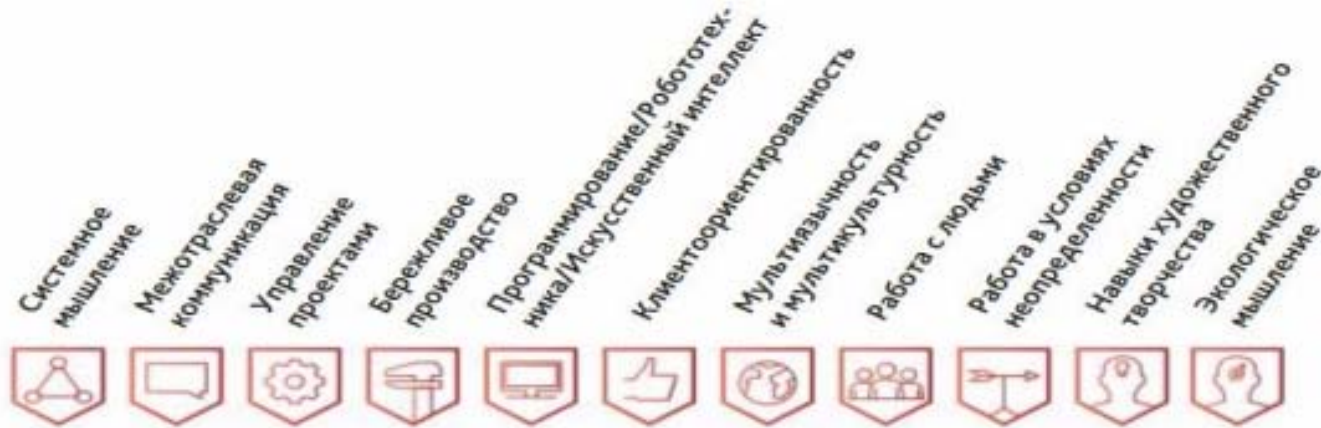 Системное
мышление
Межотраслевая
коммуникация
Управление
проектами
Бережливое
производство
Программирование/Робототех-
ника/Искусственный интеллект
Клиентоориентированность
Мультиязычность
и мультикультурность
Работа с людьми
Работа в условиях
неопределенности
Навыки художественного
творчества
Экологическое
мышление